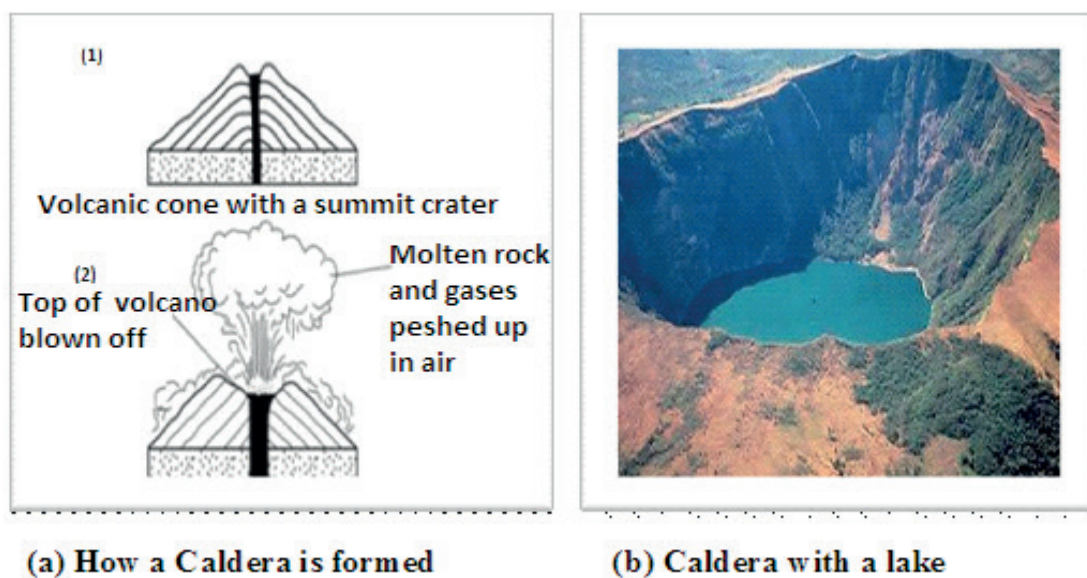 (1)
Volcanic cone with a summit crater
(2)
Top of volcano
blown off
Molten rock
and gases
peshed up
in air
(a) How a Caldera is formed
(b) Caldera with a lake